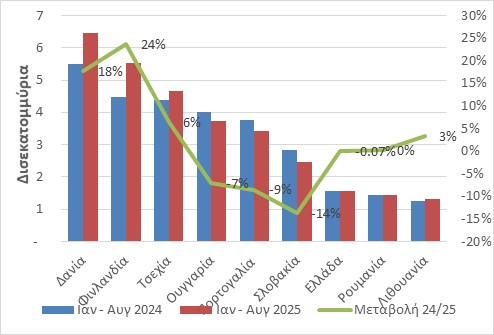 7
6
5
4
3
2
1
-
Δισεκατομμύρια
30%
25%
20%
15%
10%
5%
0%
-5%
-10%
-15%
-20%
18%
24%
6%
-7%
-9%
-14%
-0.07%
0%
3%
Δανία
Φινλανδία
Τσεχία
Ουγγαρία
Πορτογαλία
Σλοβακία
Ελλάδα
Ρουμανία
Λιθουανία
Ιαν - Αυγ 2024
Ιαν - Αυγ 2025
Μεταβολή 24/25